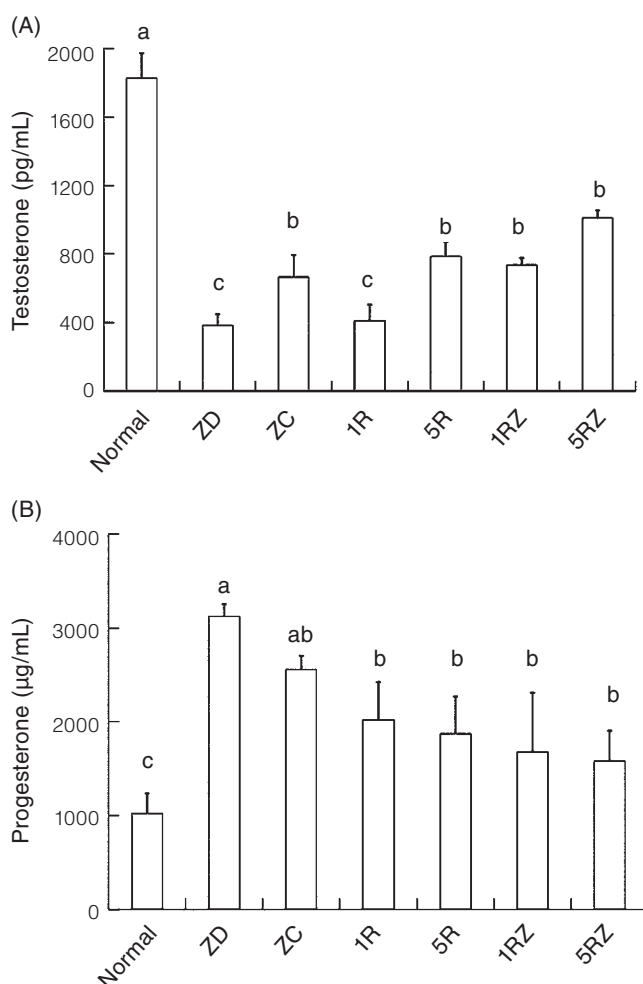 (A)
2000
1600
1200
800
400
0
Testosterone (pg/mL)
a
c
b
c
b
b
b
Normal
ZD
ZC
1R
5R
1RZ
5RZ
(B)
4000
3000
2000
1000
0
Progesterone (µg/mL)
c
a
ab
b
b
b
b
Normal
ZD
ZC
1R
5R
1RZ
5RZ